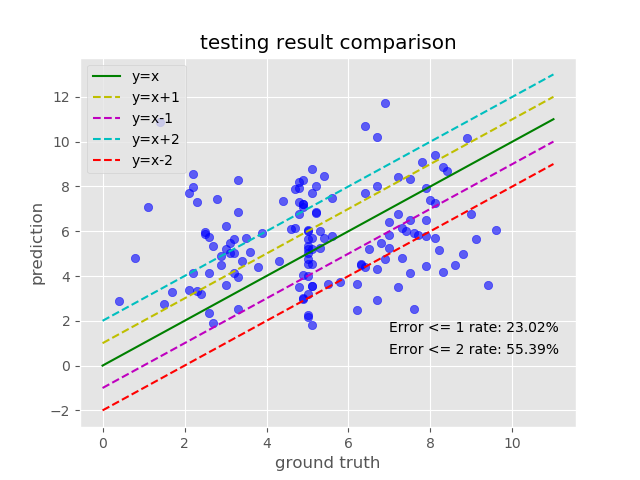 testing result comparison
y=x
y=x+1
y=x-1
y=x+2
y=x-2
12
10
8
6
4
2
0
−2
prediction
Error <= 1 rate: 23.02%
Error <= 2 rate: 55.39%
0
2
4
6
8
10
ground truth